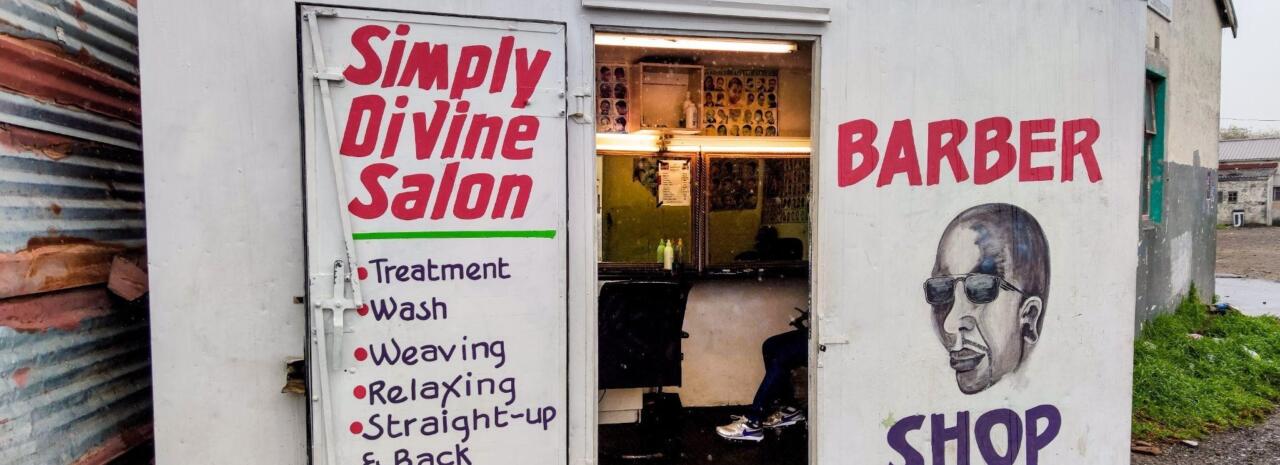 Simply
Divine
Salon
Treatment
Wash
Weaving
Relaxing
Straight-up
& Back
BARBER
SHOP